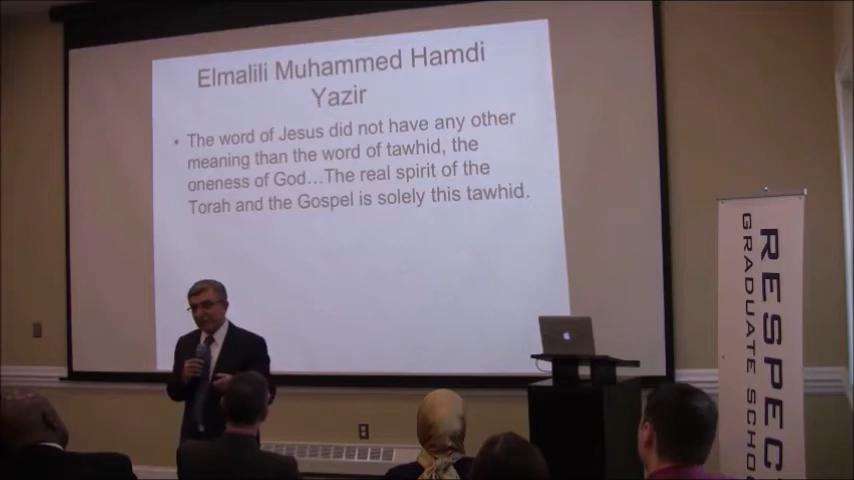 Elmalili Muhammed Hamdi
Yazir
• The word of Jesus did not have any other
meaning than the word of tawhid, the
oneness of God...The real spirit of the
Torah and the Gospel is solely this tawhid.
RESPECT
GRADUATE SCHO